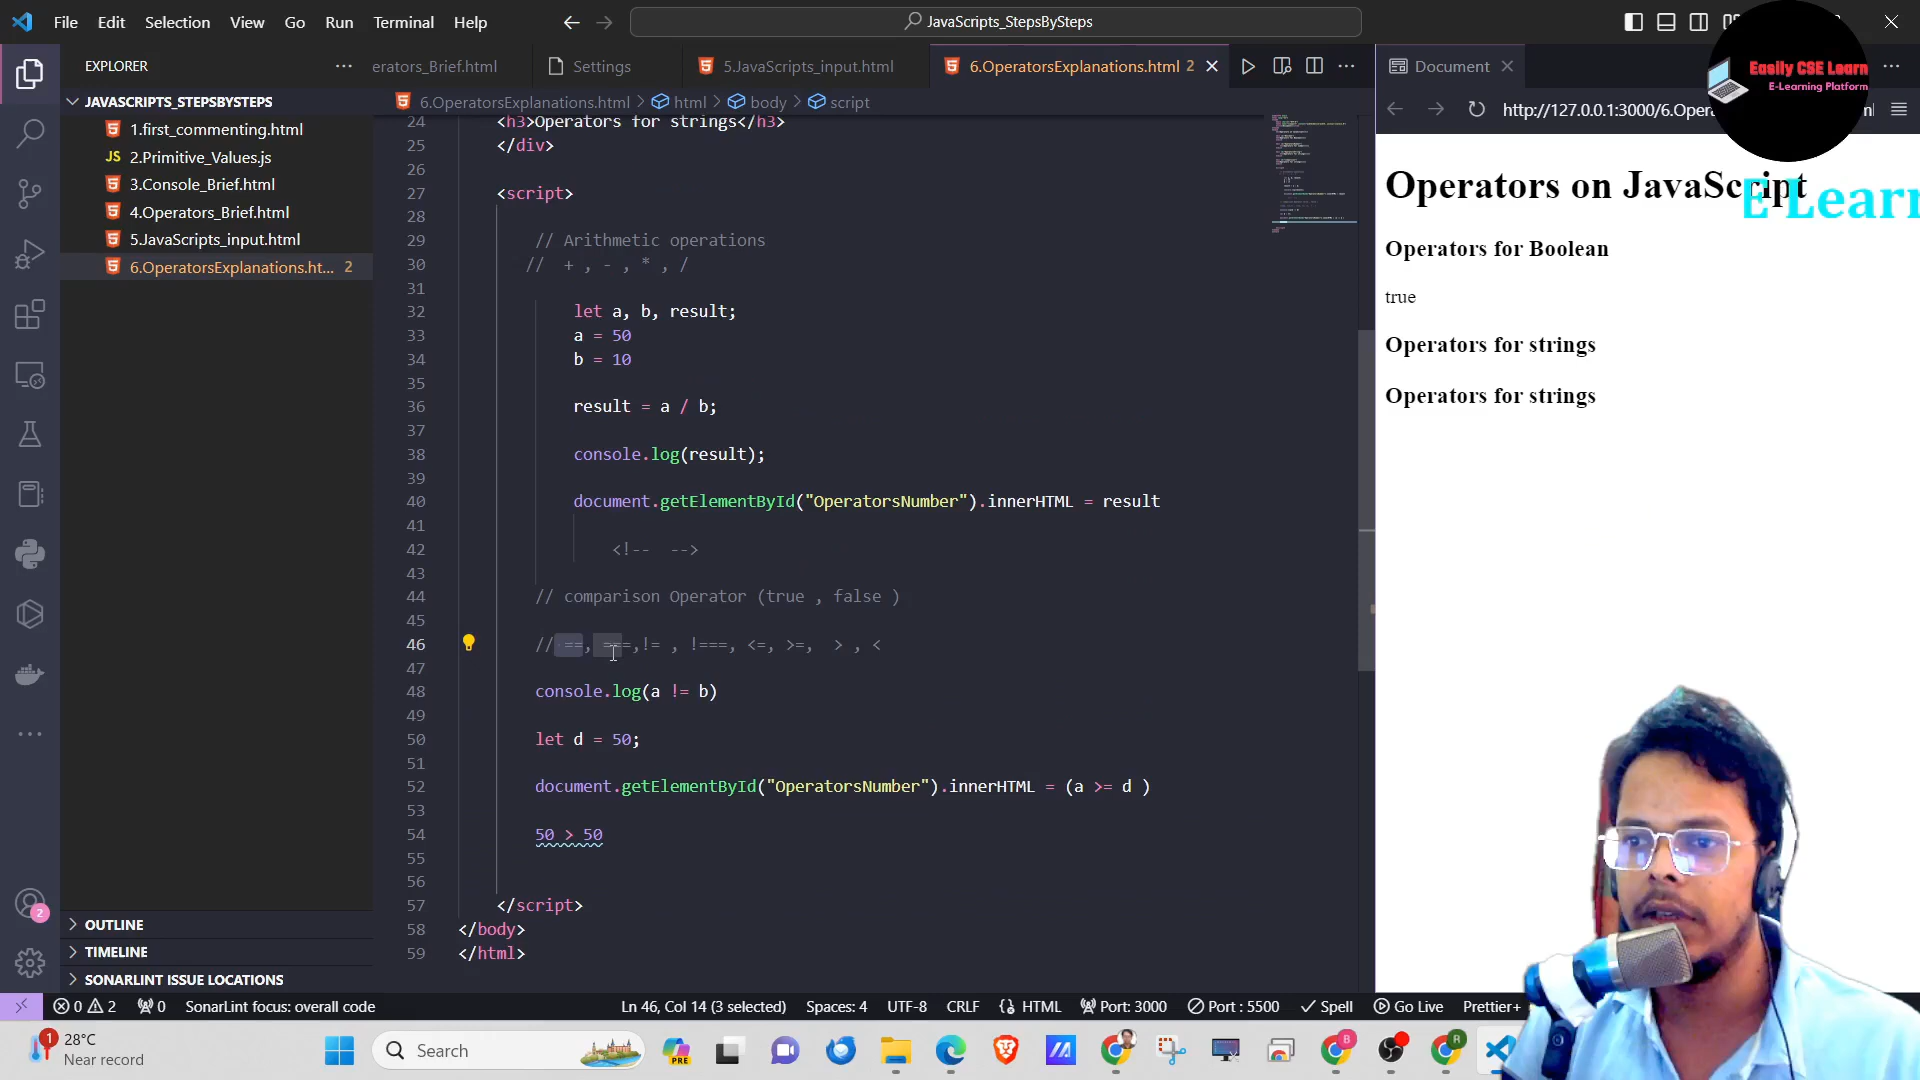 File Edit Selection View Go Run Terminal Help
JavaScripts_StepsBySteps
EXPLORER
JAVASCRIPTS_STEPSBYSTEPS
1.first_commenting.html
JS 2.Primitive_Values.js
3.Console_Brief.html
4.Operators_Brief.html
5.JavaScripts_input.html
6.OperatorsExplanations.ht... 2
OUTLINE
TIMELINE
SONARLINT ISSUE LOCATIONS
erators_Brief.html Settings 5.JavaScripts_input.html 6.OperatorsExplanations.html 2
6.OperatorsExplanations.html > html > body > script
24 <h3>Operators for strings</h3>
25 </div>
26
27 <script>
28
29 // Arithmetic operations
30 // + , - , * , /
31
32 let a, b, result;
33 a = 50
34 b = 10
35
36 result = a / b;
37
38 console.log(result);
39
40 document.getElementById("OperatorsNumber").innerHTML = result
41
42 <!-- -->
43
44 // comparison Operator (true , false )
45
46 // ==, ===,!= , !===, <=, >=, > , <
47
48 console.log(a != b)
49
50 let d = 50;
51
52 document.getElementById("OperatorsNumber").innerHTML = (a >= d )
53
54 50 > 50
55
56
57 </script>
58 </body>
59 </html>
Document
http://127.0.0.1:3000/6.Opera
Easily CSE Learn
E-Learning Platform
Operators on JavaScript
E Learn
Operators for Boolean
true
Operators for strings
Operators for strings
2
0 2 0 SonarLint focus: overall code Ln 46, Col 14 (3 selected) Spaces: 4 UTF-8 CRLF HTML Port: 3000 Port : 5500 Spell Go Live Prettier+
1 28°C
Near record
Search
PRE
B
R